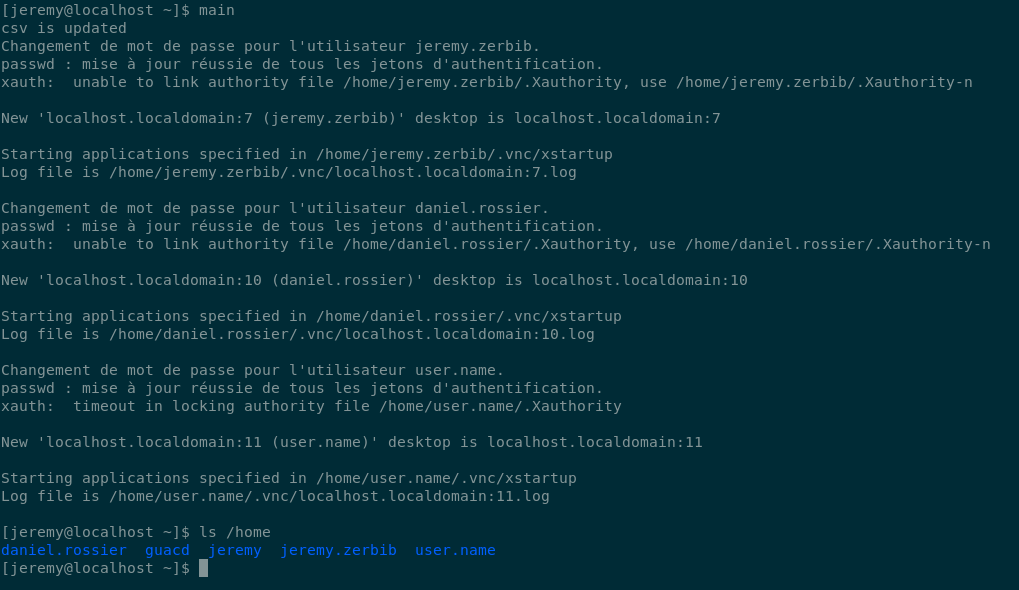 [jeremy@localhost ~]$ main
csv is updated
Changement de mot de passe pour l'utilisateur jeremy.zerbib.
passwd : mise à jour réussie de tous les jetons d'authentification.
xauth:  unable to link authority file /home/jeremy.zerbib/.Xauthority, use /home/jeremy.zerbib/.Xauthority-n
New 'localhost.localdomain:7 (jeremy.zerbib)' desktop is localhost.localdomain:7
Starting applications specified in /home/jeremy.zerbib/.vnc/xstartup
Log file is /home/jeremy.zerbib/.vnc/localhost.localdomain:7.log
Changement de mot de passe pour l'utilisateur daniel.rossier.
passwd : mise à jour réussie de tous les jetons d'authentification.
xauth:  unable to link authority file /home/daniel.rossier/.Xauthority, use /home/daniel.rossier/.Xauthority-n
New 'localhost.localdomain:10 (daniel.rossier)' desktop is localhost.localdomain:10
Starting applications specified in /home/daniel.rossier/.vnc/xstartup
Log file is /home/daniel.rossier/.vnc/localhost.localdomain:10.log
Changement de mot de passe pour l'utilisateur user.name.
passwd : mise à jour réussie de tous les jetons d'authentification.
xauth:  timeout in locking authority file /home/user.name/.Xauthority
New 'localhost.localdomain:11 (user.name)' desktop is localhost.localdomain:11
Starting applications specified in /home/user.name/.vnc/xstartup
Log file is /home/user.name/.vnc/localhost.localdomain:11.log
[jeremy@localhost ~]$ ls /home
daniel.rossier  guacd  jeremy  jeremy.zerbib  user.name
[jeremy@localhost ~]$